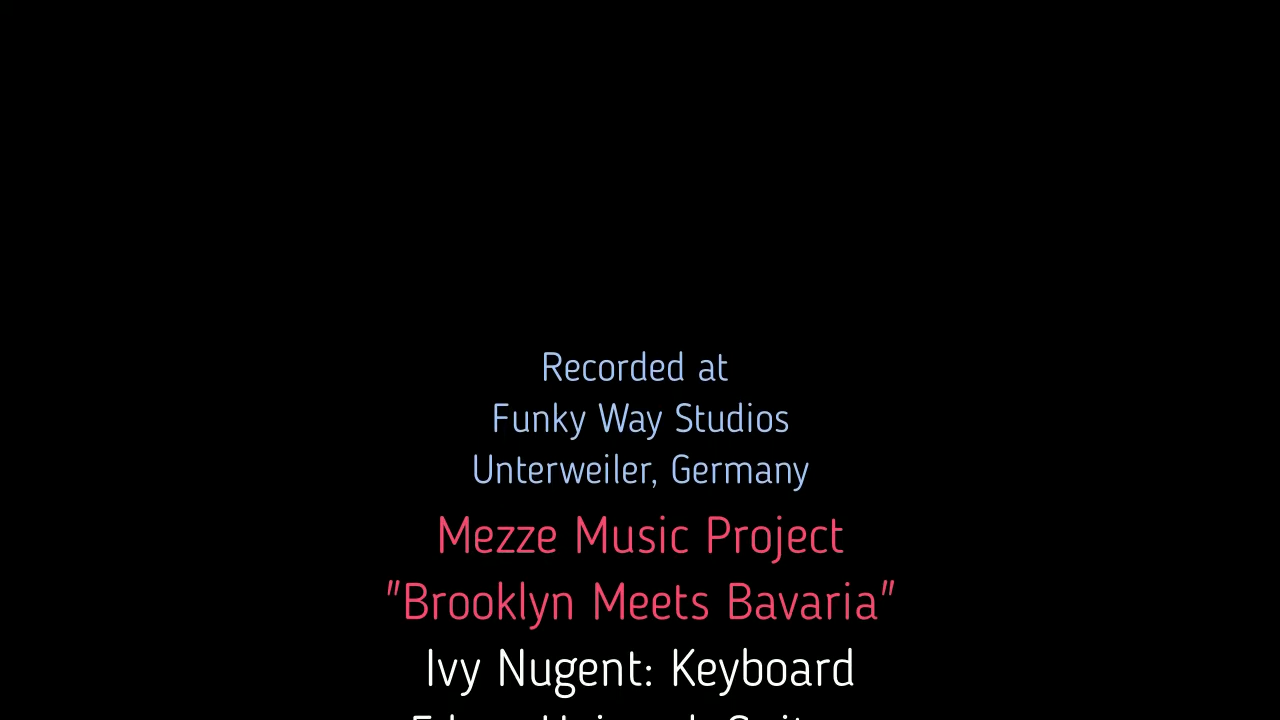 Recorded at
Funky Way Studios
Unterweiler, Germany
Mezze Music Project
"Brooklyn Meets Bavaria"
Ivy Nugent: Keyboard